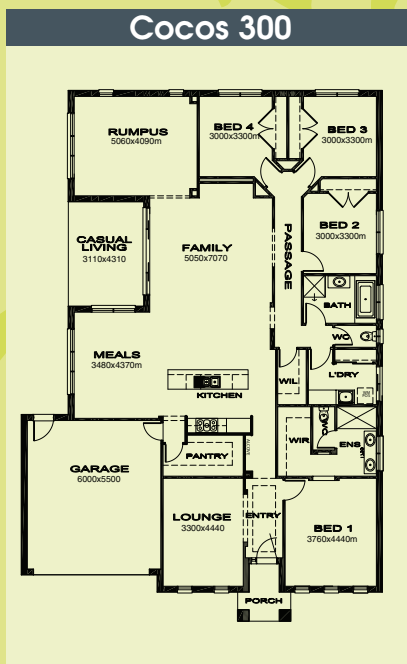 Cocos 300
RUMPUS
5060x4090m
BED 4
3000x3300m
BED 3
3000x3300m
CASUAL
LIVING
3110x4310
FAMILY
5050x7070
PASSAGE
BED 2
3000x3300m
BATH
WC
MEALS
3480x4370m
KITCHEN
WIL
L'DRY
WIR
WC
ENS
PANTRY
GARAGE
6000x5500
LOUNGE
3300x4440
ENTRY
BED 1
3760x4440m
PORCH